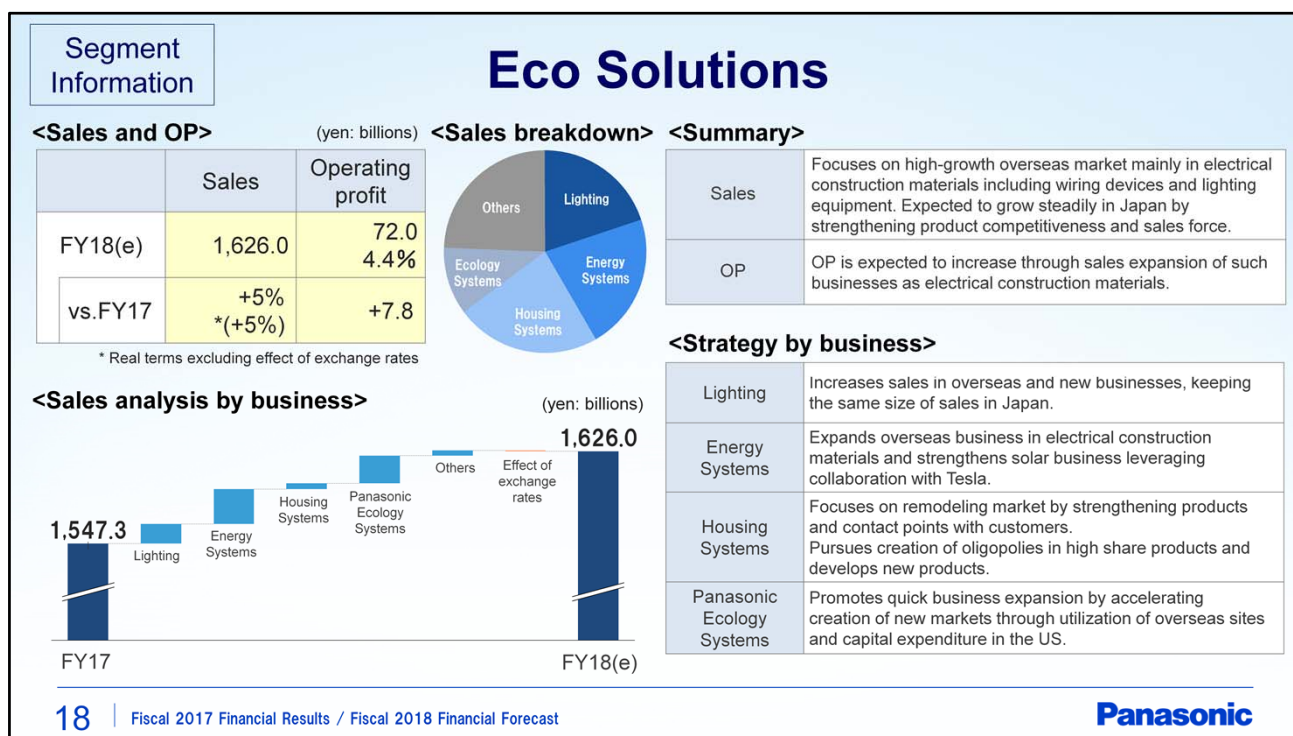 Segment
Information
Eco Solutions
<Sales and OP>
(yen: billions)
Sales
Operating
profit
FY18(e)
1,626.0
72.0
4.4%
vs.FY17
+5%
*(+5%)
+7.8
* Real terms excluding effect of exchange rates
<Sales breakdown>
Others
Lighting
Ecology
Systems
Energy
Systems
Housing
Systems
<Summary>
Sales
Focuses on high-growth overseas market mainly in electrical
construction materials including wiring devices and lighting
equipment. Expected to grow steadily in Japan by
strengthening product competitiveness and sales force.
OP
OP is expected to increase through sales expansion of such
businesses as electrical construction materials.
<Sales analysis by business>
(yen: billions)
1,547.3
Lighting
Energy
Systems
Housing
Systems
Panasonic
Ecology
Systems
Others
Effect of
exchange
rates
1,626.0
FY17
FY18(e)
<Strategy by business>
Lighting
Increases sales in overseas and new businesses, keeping
the same size of sales in Japan.
Energy
Systems
Expands overseas business in electrical construction
materials and strengthens solar business leveraging
collaboration with Tesla.
Housing
Systems
Focuses on remodeling market by strengthening products
and contact points with customers.
Pursues creation of oligopolies in high share products and
develops new products.
Panasonic
Ecology
Systems
Promotes quick business expansion by accelerating
creation of new markets through utilization of overseas sites
and capital expenditure in the US.
18
Fiscal 2017 Financial Results / Fiscal 2018 Financial Forecast
Panasonic